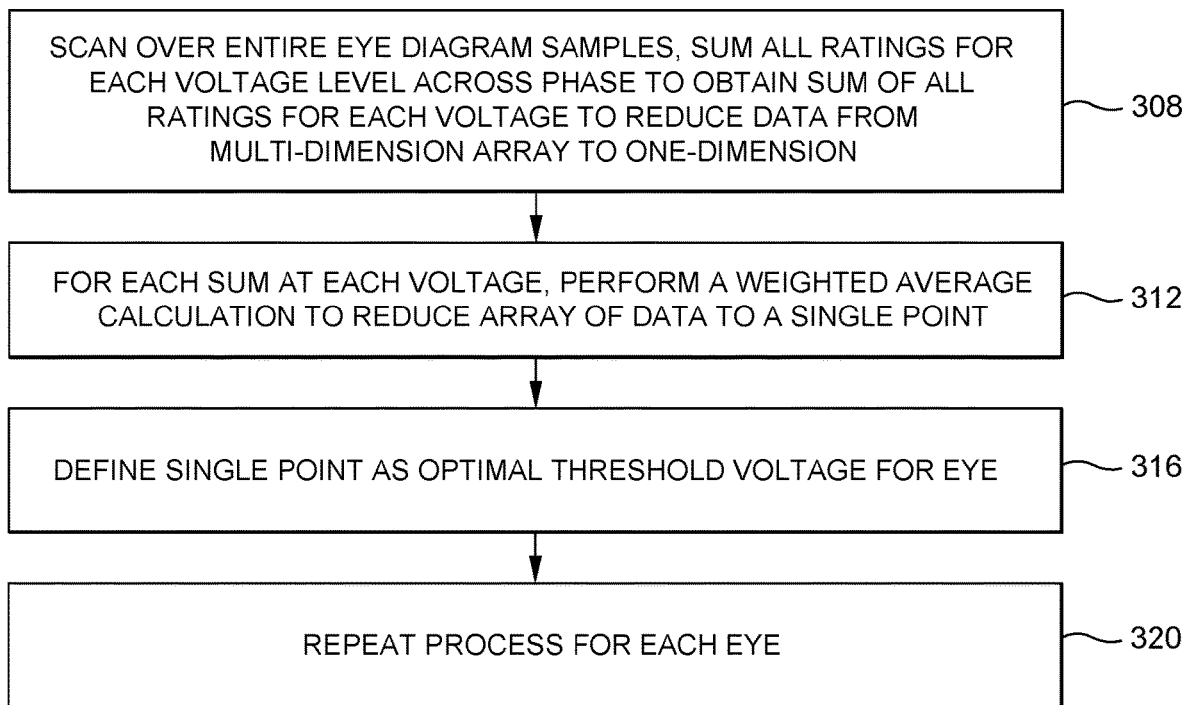 SCAN OVER ENTIRE EYE DIAGRAM SAMPLES, SUM ALL RATINGS FOR
EACH VOLTAGE LEVEL ACROSS PHASE TO OBTAIN SUM OF ALL
RATINGS FOR EACH VOLTAGE TO REDUCE DATA FROM
MULTI-DIMENSION ARRAY TO ONE-DIMENSION
308
FOR EACH SUM AT EACH VOLTAGE, PERFORM A WEIGHTED AVERAGE
CALCULATION TO REDUCE ARRAY OF DATA TO A SINGLE POINT
312
DEFINE SINGLE POINT AS OPTIMAL THRESHOLD VOLTAGE FOR EYE
316
REPEAT PROCESS FOR EACH EYE
320